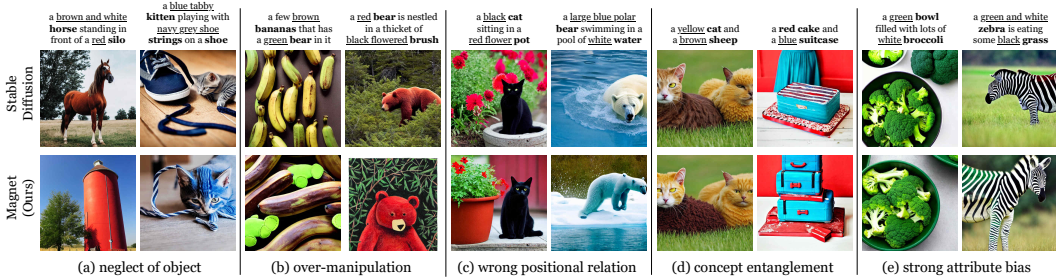 a brown and white
horse standing in
front of a red silo
a blue tabby
kitten playing with
navy grey shoe
strings on a shoe
a few brown
bananas that has
a green bear in it
a red bear is nestled
in a thicket of
black flowered brush
a black cat
sitting in a
red flower pot
a large blue polar
bear swimming in a
pool of white water
a yellow cat and
a brown sheep
a red cake and
a blue suitcase
a green bowl
filled with lots of
white broccoli
a green and white
zebra is eating
some black grass
Stable
Diffusion
Magnet
(Ours)
(a) neglect of object
(b) over-manipulation
(c) wrong positional relation
(d) concept entanglement
(e) strong attribute bias